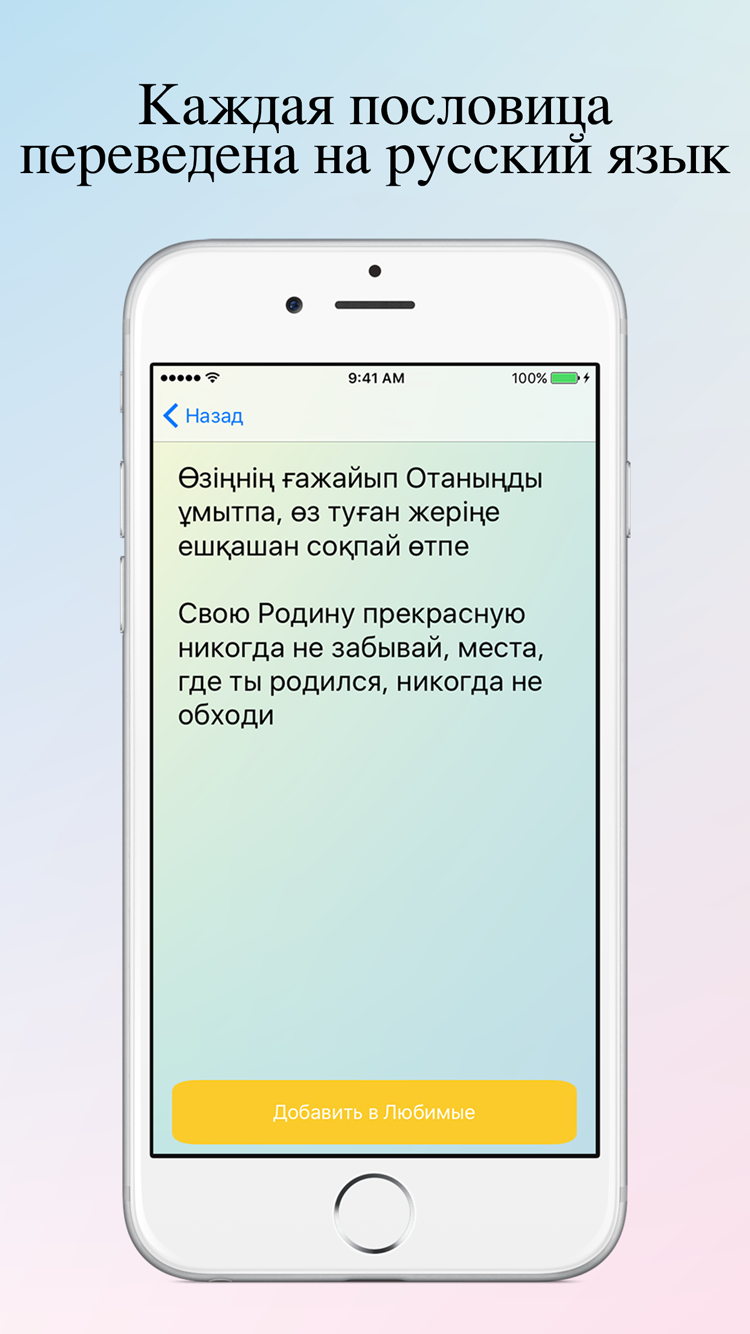 Каждая пословица
переведена на русский язык
9:41 AM
100%
Назад
Өзіңнің ғажайып Отаныңды
ұмытпа, өз туған жеріңе
ешқашан соқпай өтпе
Свою Родину прекрасную
никогда не забывай, места,
где ты родился, никогда не
обходи
Добавить в Любимые